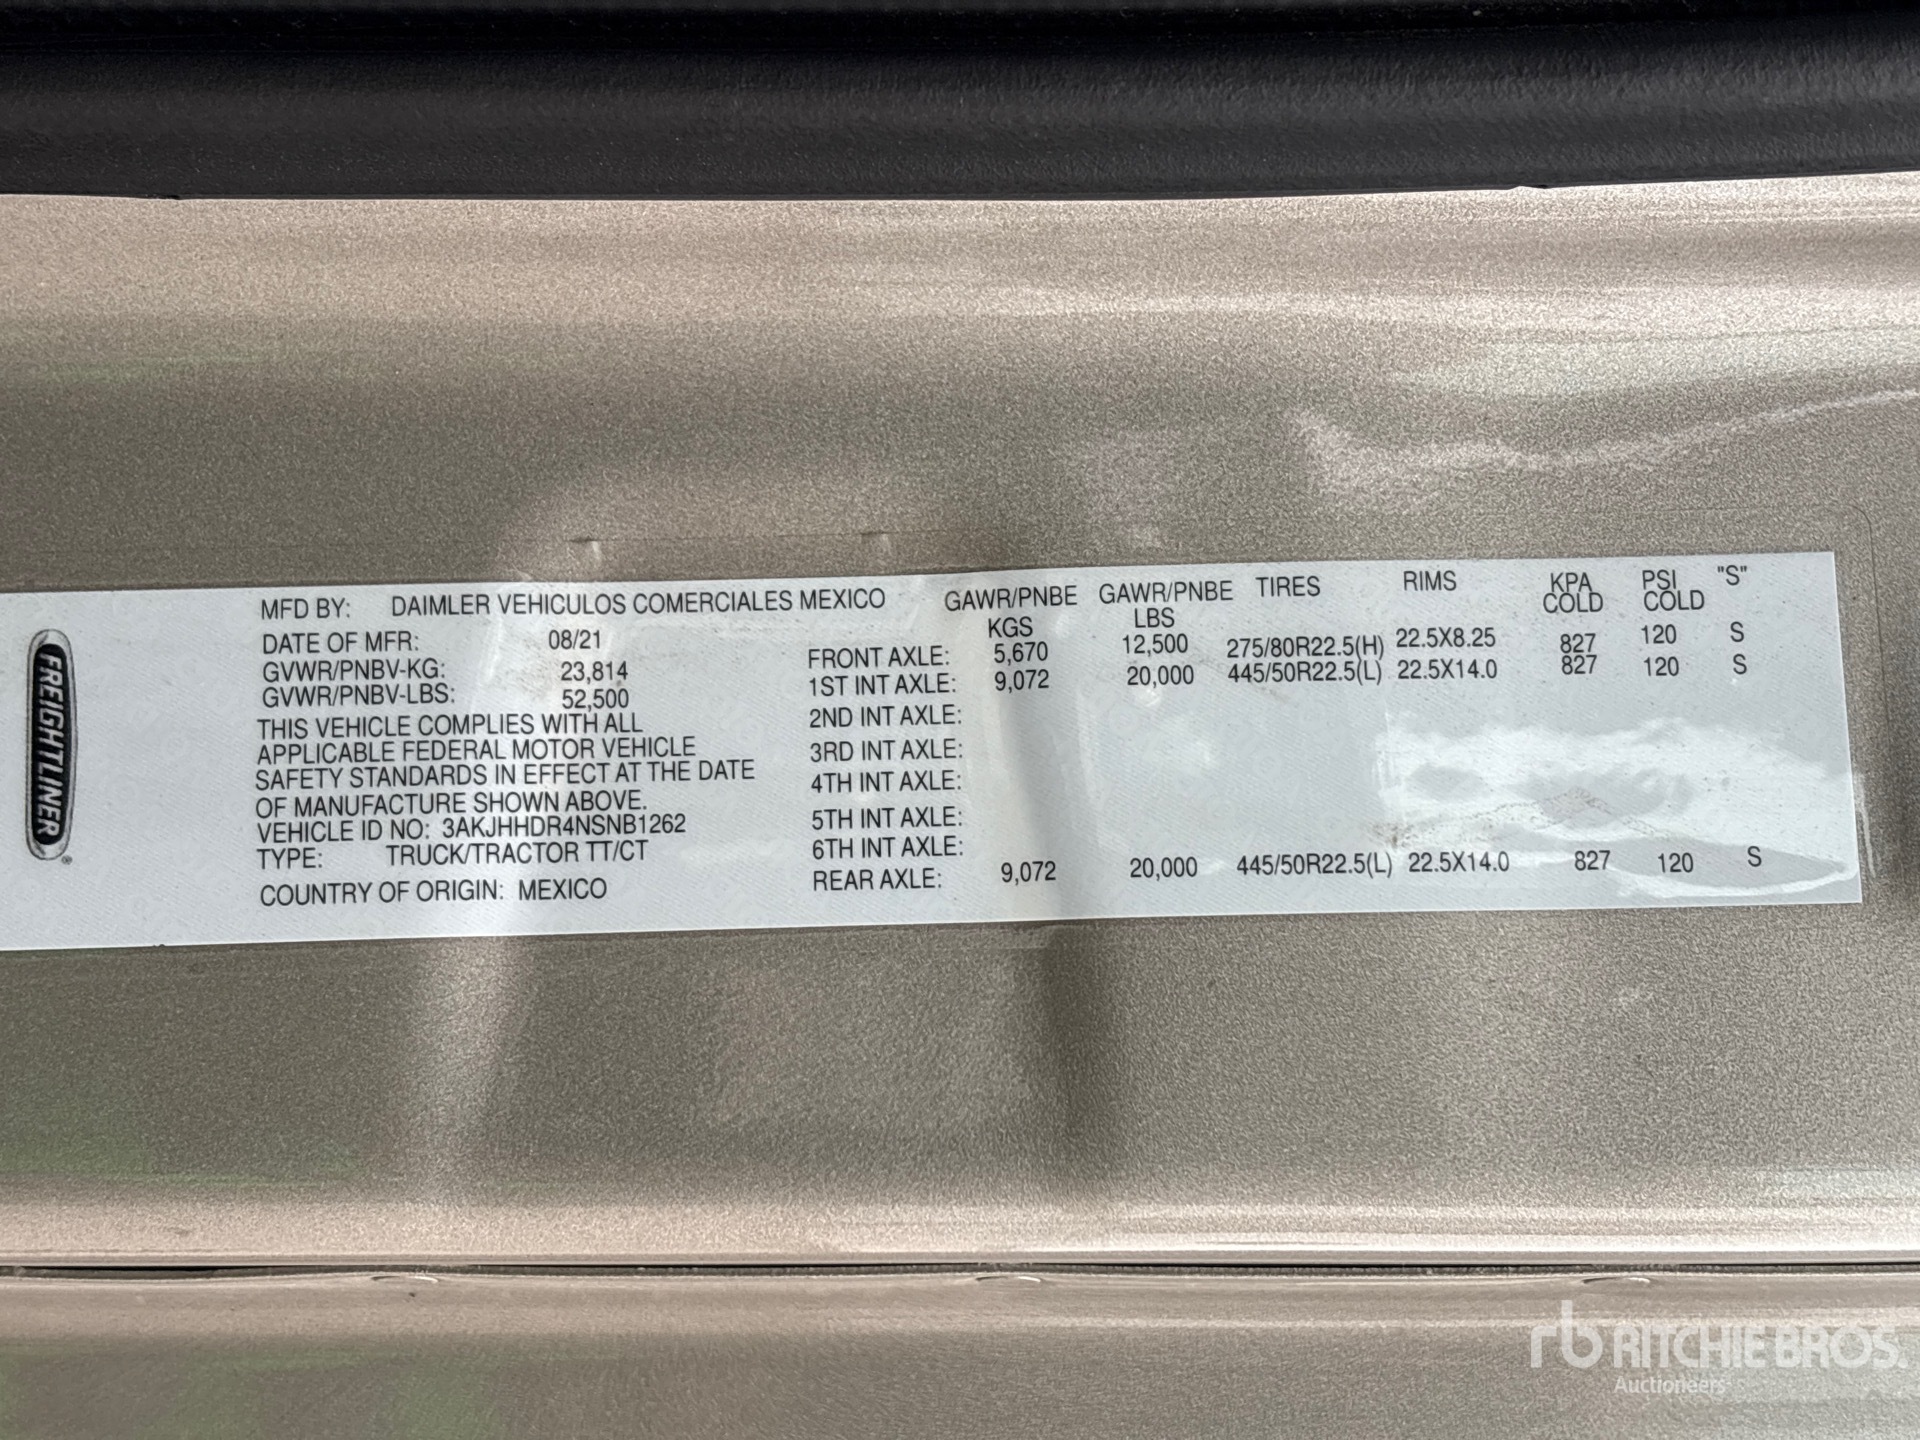 FREIGHTLINER ®
MFD BY: DAIMLER VEHICULOS COMERCIALES MEXICO
DATE OF MFR: 08/21
GVWR/PNBV-KG: 23,814
GVWR/PNBV-LBS: 52,500
THIS VEHICLE COMPLIES WITH ALL
APPLICABLE FEDERAL MOTOR VEHICLE
SAFETY STANDARDS IN EFFECT AT THE DATE
OF MANUFACTURE SHOWN ABOVE.
VEHICLE ID NO: 3AKJHHDR4NSNB1262
TYPE: TRUCK/TRACTOR TT/CT
COUNTRY OF ORIGIN: MEXICO
GAWR/PNBE GAWR/PNBE TIRES RIMS KPA PSI "S"
KGS LBS COLD COLD
FRONT AXLE: 5,670 12,500 275/80R22.5(H) 22.5X8.25 827 120 S
1ST INT AXLE: 9,072 20,000 445/50R22.5(L) 22.5X14.0 827 120 S
2ND INT AXLE:
3RD INT AXLE:
4TH INT AXLE:
5TH INT AXLE:
6TH INT AXLE:
REAR AXLE: 9,072 20,000 445/50R22.5(L) 22.5X14.0 827 120 S
rb RITCHIE BROS.
Auctioneers